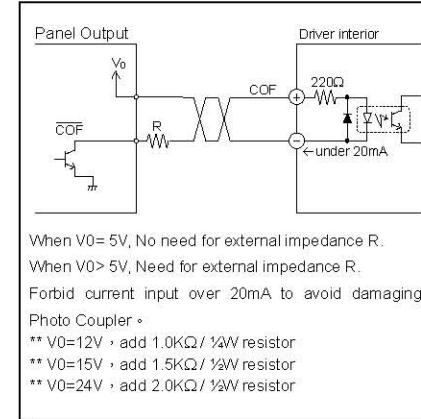 Panel Output
Driver interior
Vo
COF
220Ω
COF
R
under 20mA
When V0= 5V, No need for external impedance R.
When V0> 5V, Need for external impedance R.
Forbid current input over 20mA to avoid damaging
Photo Coupler。
** V0=12V，add 1.0KΩ/ ¼W resistor
** V0=15V，add 1.5KΩ/ ½W resistor
** V0=24V，add 2.0KΩ/ ½W resistor